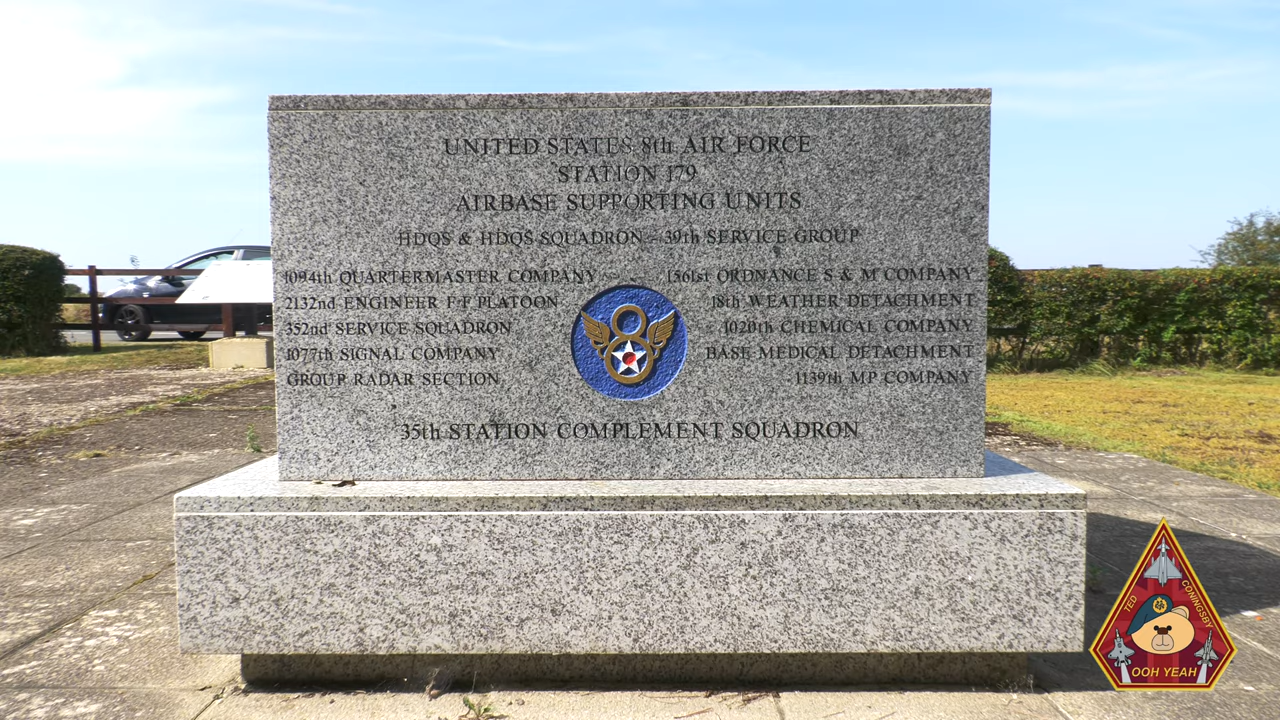 UNITED STATES 8th AIR FORCE
STATION 179
AIRBASE SUPPORTING UNITS
HDQS & HDQS SQUADRON - 39th SERVICE GROUP
1094th QUARTERMASTER COMPANY
2132nd ENGINEER F F PLATOON
352nd SERVICE SQUADRON
1077th SIGNAL COMPANY
GROUP RADAR SECTION
1561st ORDNANCE S & M COMPANY
18th WEATHER DETACHMENT
1020th CHEMICAL COMPANY
BASE MEDICAL DETACHMENT
1139th MP COMPANY
35th STATION COMPLEMENT SQUADRON
TED CONINGSBY
OOH YEAH